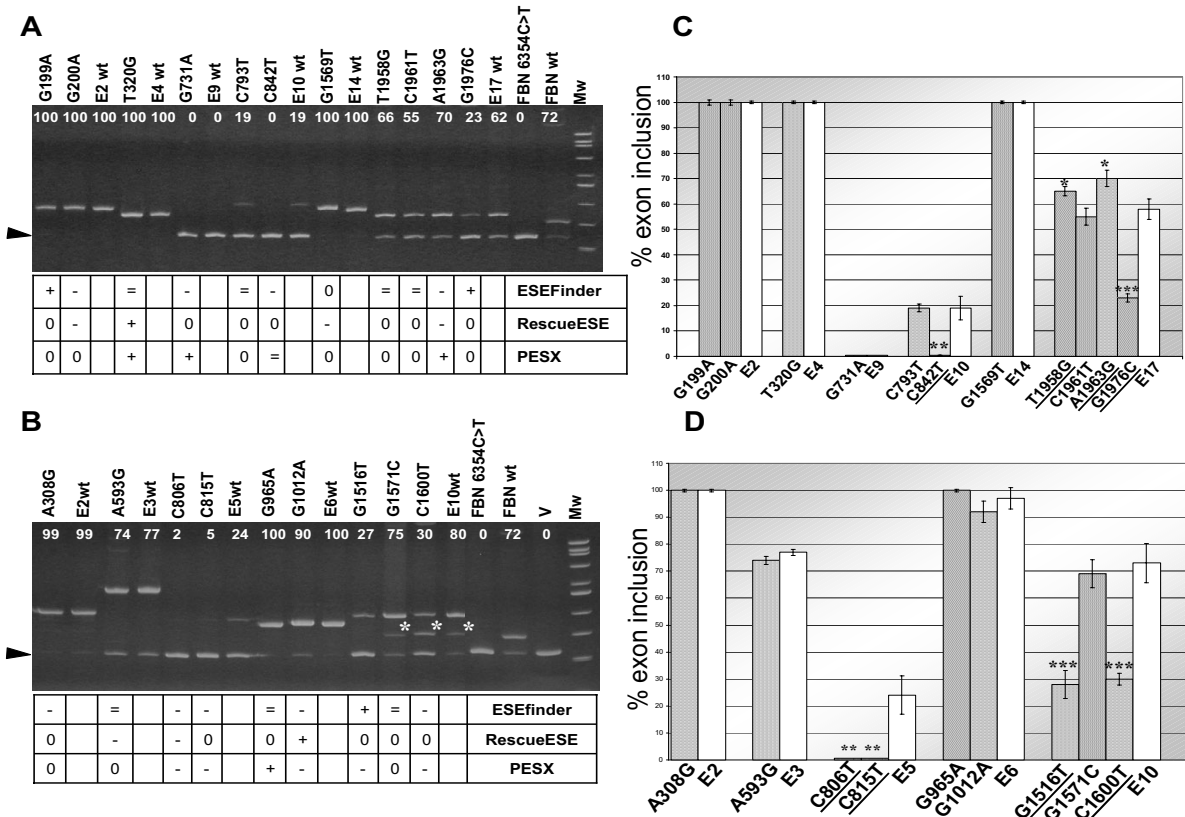 A
G199A G200A E2 wt T320G E4 wt G731A E9 wt C793T C842T E10 wt G1569T E14 wt T1958G C1961T A1963G G1976C E17 wt FBN 6354C>T FBN wt Mw
100 100 100 100 100 0 0 19 0 19 100 100 66 55 70 23 62 0 72
+ - = - = - 0 = = - + ESEFinder
0 - + 0 0 0 - 0 0 - 0 RescueESE
0 0 + + 0 = 0 0 0 + 0 PESX
B
A308G E2wt A593G E3wt C806T C815T E5wt G965A G1012A E6wt G1516T G1571C C1600T E10wt FBN 6354C>T FBN wt V Mw
99 99 74 77 2 5 24 100 90 100 27 75 30 80 0 72 0
* * *
- = - - = - + = - ESEfinder
0 - - 0 0 + 0 0 0 RescueESE
0 0 - - + - - 0 - PESX
C
% exon inclusion
110
100
90
80
70
60
50
40
30
20
10
0
** * * ***
G199A G200A E2 T320G E4 G731A E9 C793T C842T E10 G1569T E14 T1958G C1961T A1963G G1976C E17
D
% exon inclusion
110
100
90
80
70
60
50
40
30
20
10
0
** ** *** ***
A308G E2 A593G E3 C806T C815T E5 G965A G1012A E6 G1516T G1571C C1600T E10